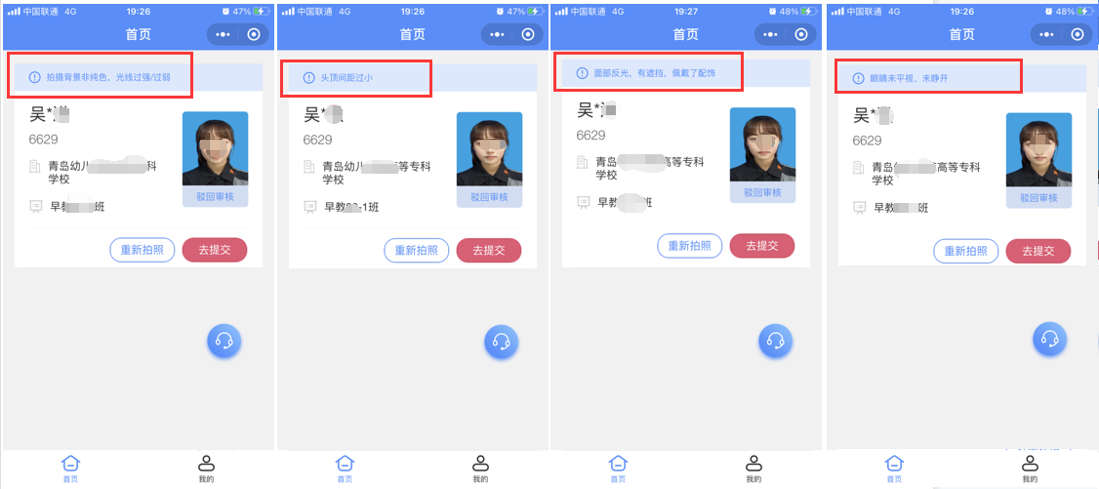 中国联通 4G 19:26 47%
首页
拍摄背景非纯色，光线过强/过弱
吴*
6629
青岛幼儿 科
学校
早教 班
驳回审核
重新拍照
去提交
首页
我的
中国联通 4G 19:26 47%
首页
头顶间距过小
吴*
6629
青岛幼儿 等专科
学校
早教 -1班
驳回审核
重新拍照
去提交
首页
我的
中国联通 4G 19:27 48%
首页
面部反光，有遮挡，佩戴了配饰
吴*
6629
青岛 高等专科
学校
早教 班
驳回审核
重新拍照
去提交
首页
我的
中国联通 4G 19:26 48%
首页
眼睛未平视、未睁开
吴*
6629
青岛 高等专科
学校
早教 班
驳回审核
重新拍照
去提交
首页
我的